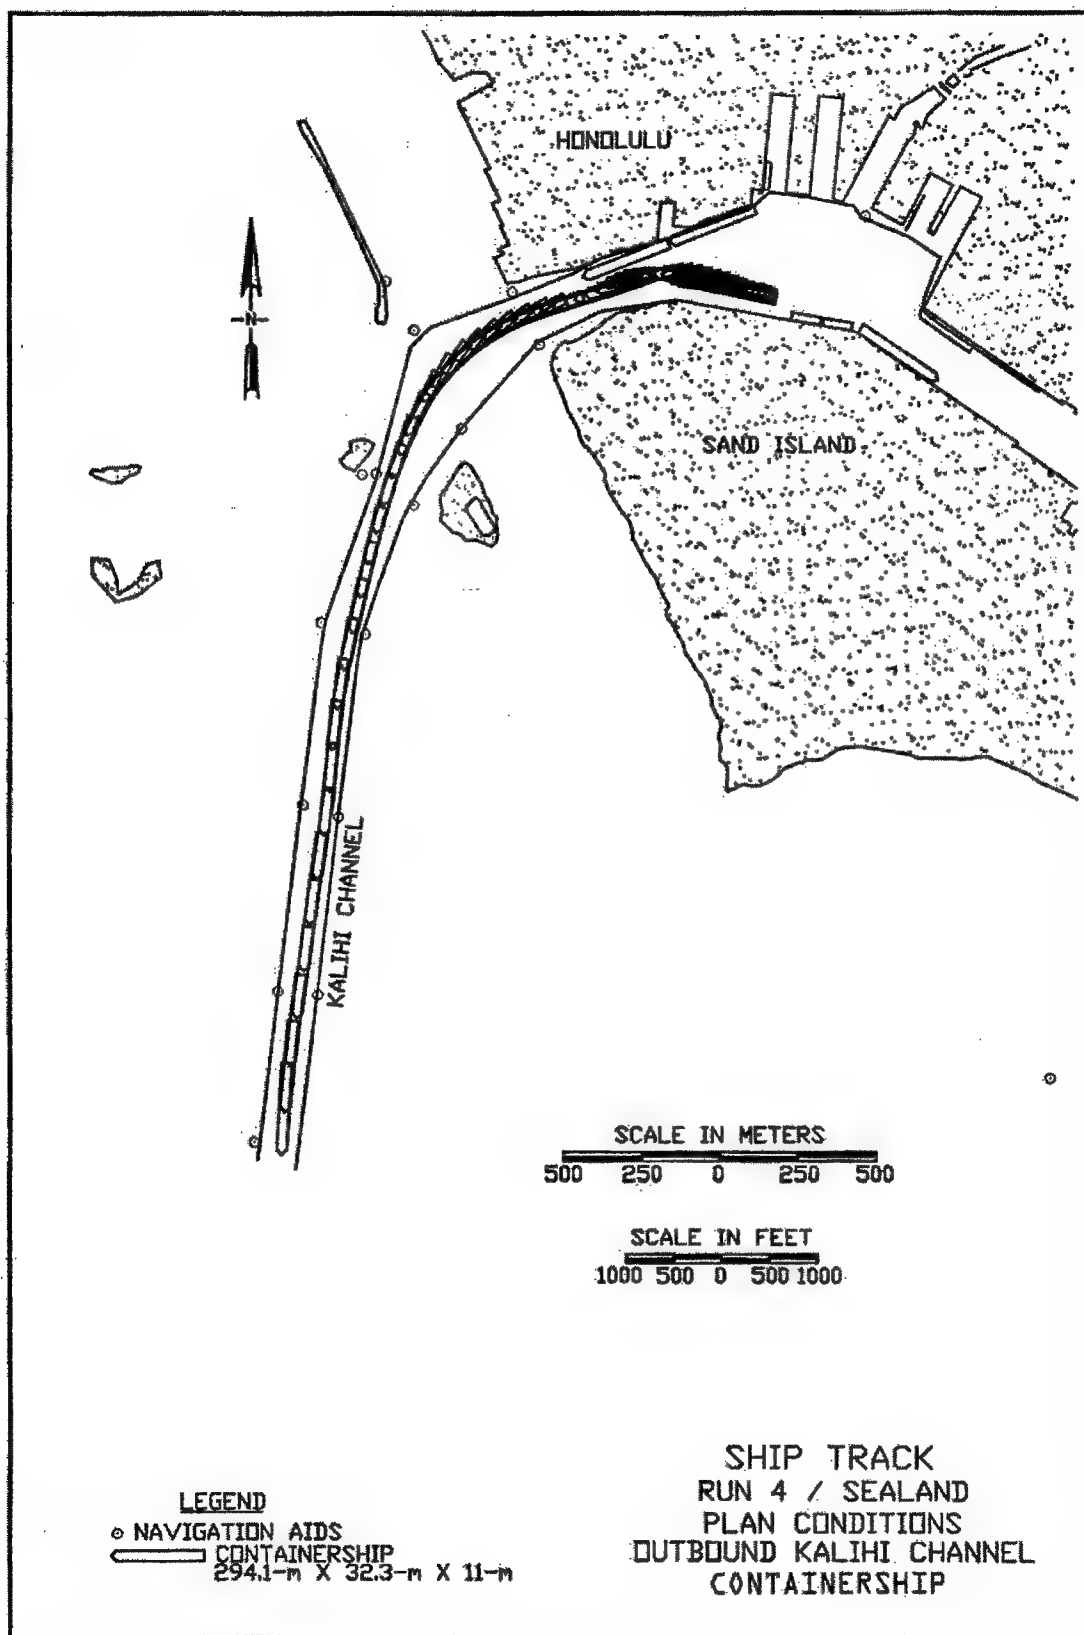 HONOLULU
N
SAND ISLAND
KALIHI CHANNEL
SCALE IN METERS
500 250 0 250 500
SCALE IN FEET
1000 500 0 500 1000
SHIP TRACK
RUN 4 / SEALAND
PLAN CONDITIONS
OUTBOUND KALIHI CHANNEL
CONTAINERSHIP
LEGEND
NAVIGATION AIDS
CONTAINERSHIP
294.1-m X 32.3-m X 11-m